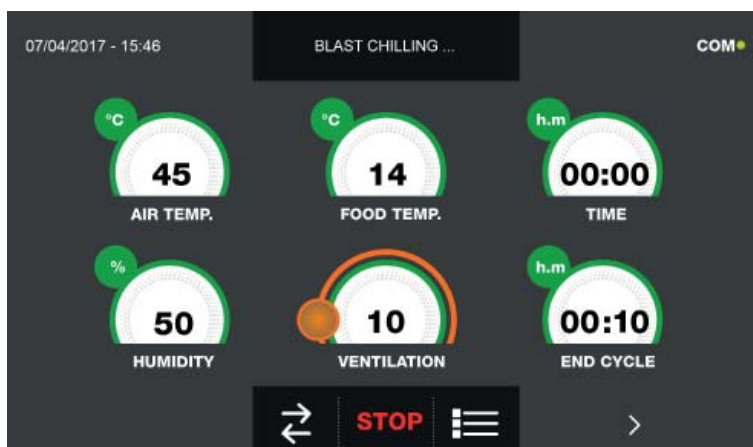 07/04/2017 - 15:46
BLAST CHILLING ...
COM
°C
45
AIR TEMP.
°C
14
FOOD TEMP.
h.m
00:00
TIME
%
50
HUMIDITY
10
VENTILATION
h.m
00:10
END CYCLE
STOP